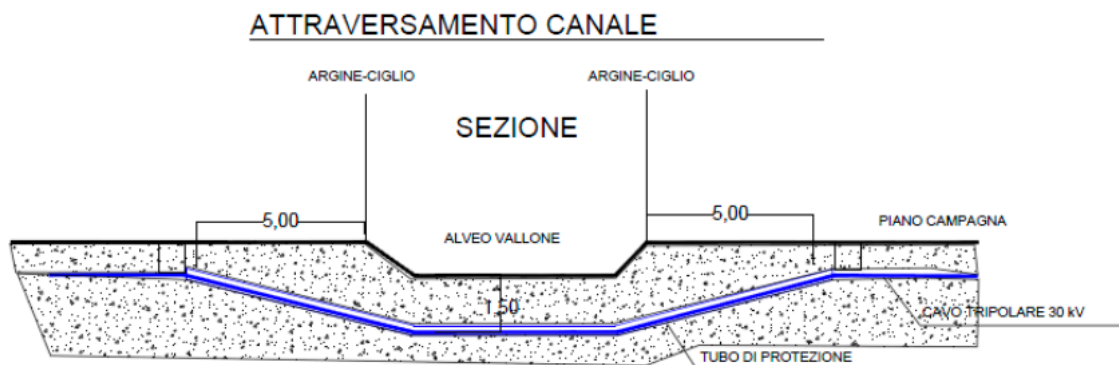 ATTRAVERSAMENTO CANALE
ARGINE-CIGLIO
ARGINE-CIGLIO
SEZIONE
5,00
5,00
PIANO CAMPAGNA
ALVEO VALLONE
1,50
CAVO TRIPOLARE 30 kV
TUBO DI PROTEZIONE